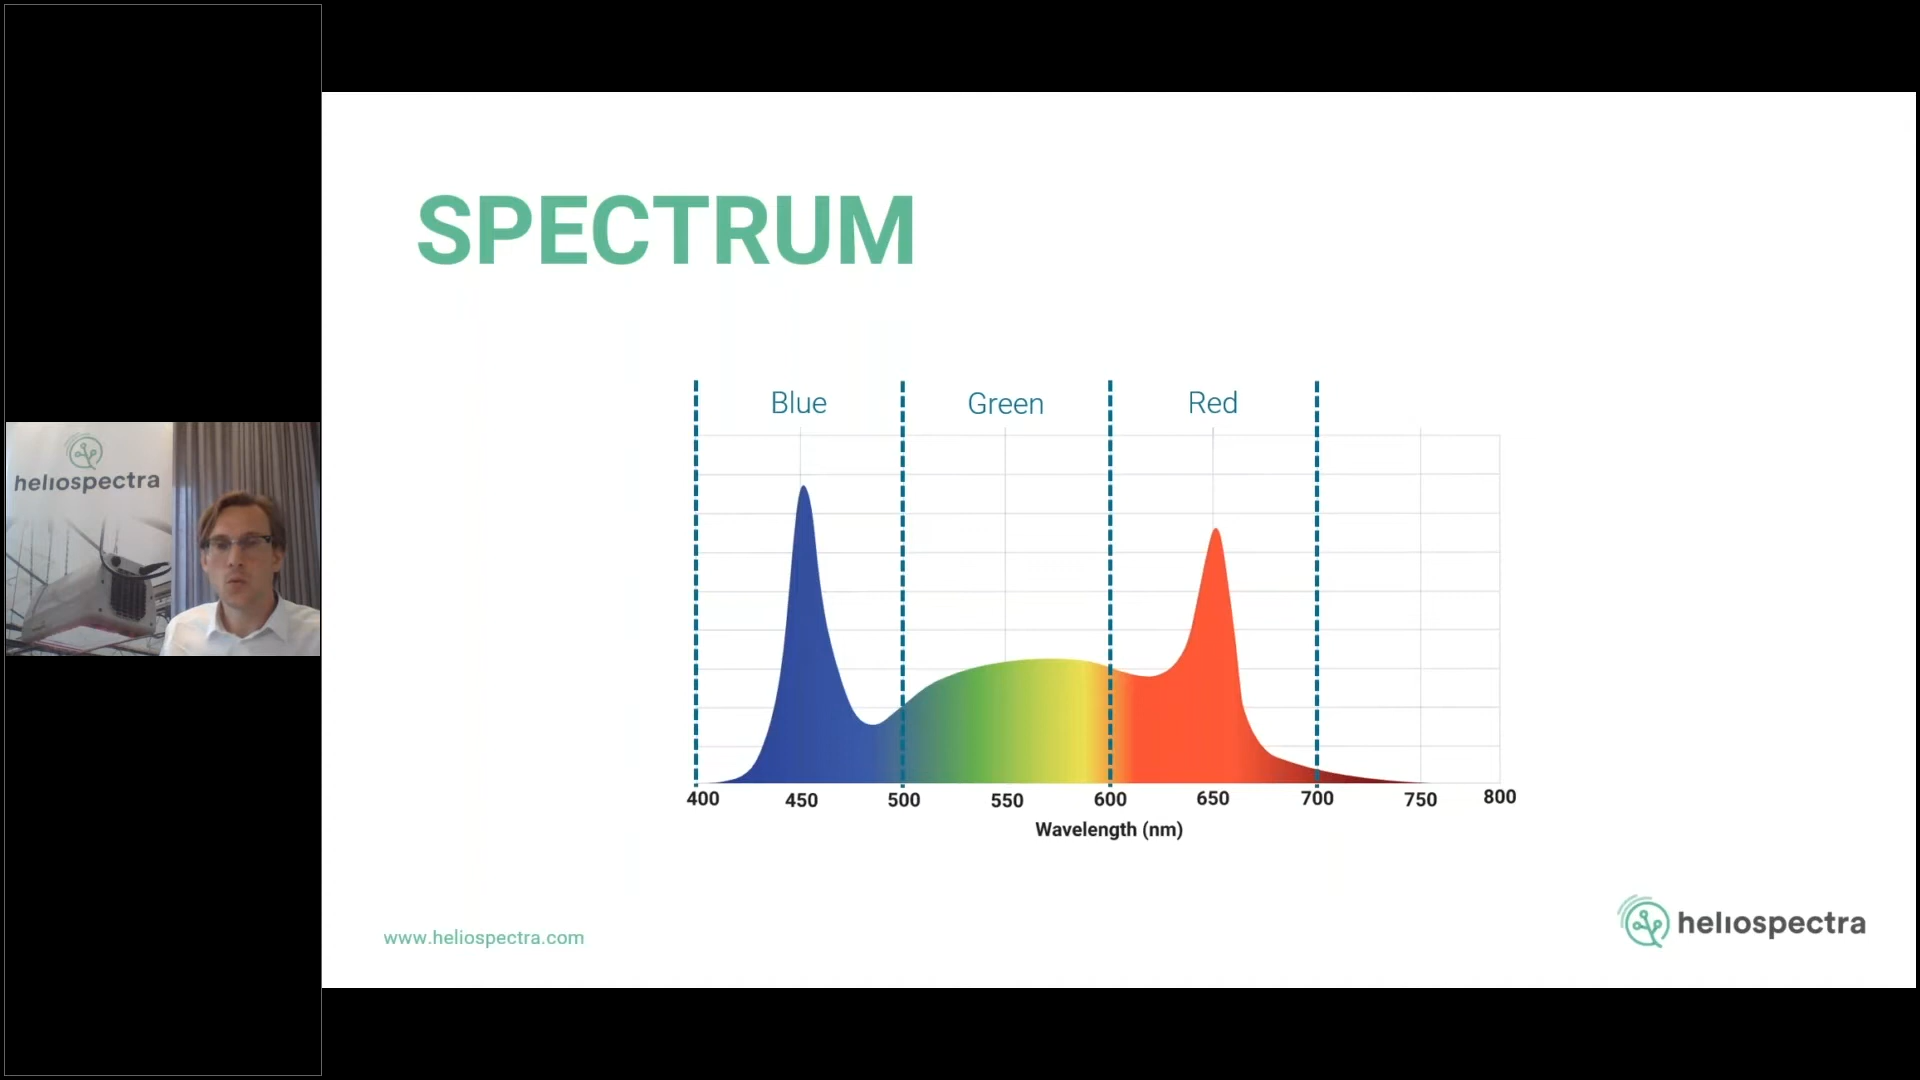 SPECTRUM
Blue
Green
Red
400
450
500
550
600
650
700
750
800
Wavelength (nm)
heliospectra
www.heliospectra.com
heliospectra